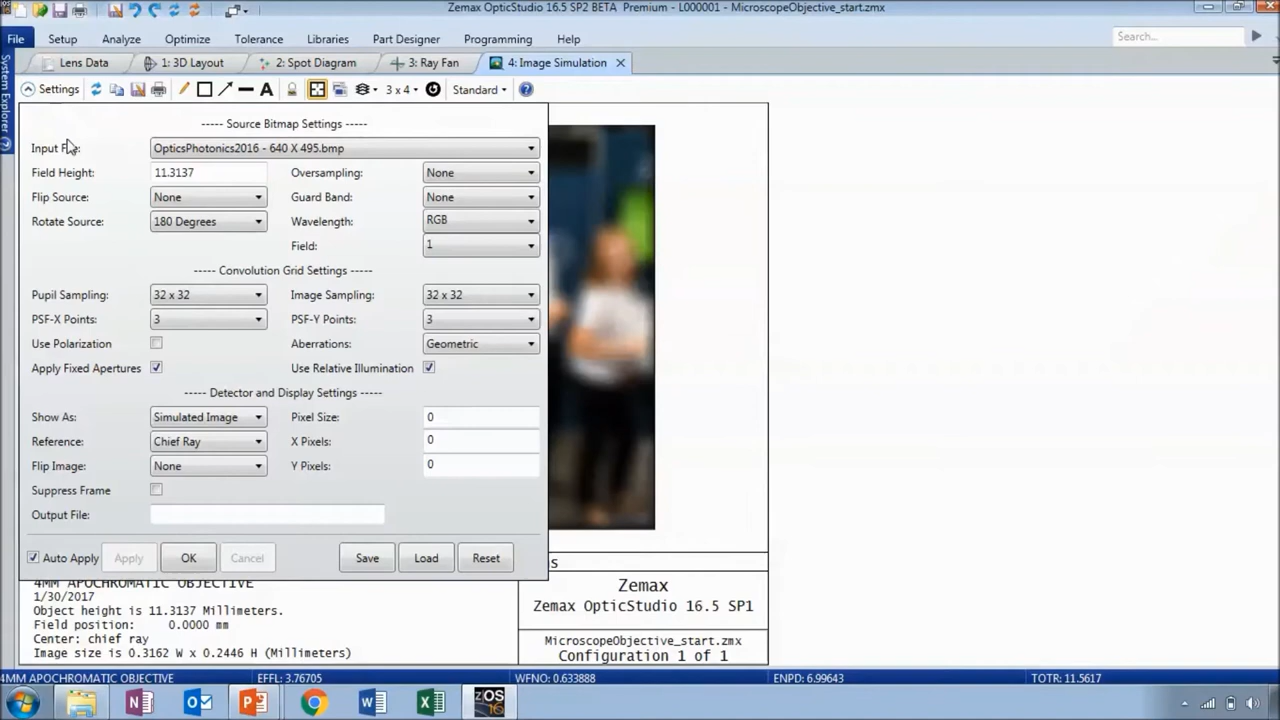 Zemax OpticStudio 16.5 SP2 BETA Premium - L000001 - MicroscopeObjective_start.zmx
File Setup Analyze Optimize Tolerance Libraries Part Designer Programming Help Search...
Lens Data 1: 3D Layout 2: Spot Diagram 3: Ray Fan 4: Image Simulation
Settings A 3 x 4 Standard
System Explorer
----- Source Bitmap Settings -----
Input File: OpticsPhotonics2016 - 640 X 495.bmp
Field Height: 11.3137 Oversampling: None
Flip Source: None Guard Band: None
Rotate Source: 180 Degrees Wavelength: RGB
Field: 1
----- Convolution Grid Settings -----
Pupil Sampling: 32 x 32 Image Sampling: 32 x 32
PSF-X Points: 3 PSF-Y Points: 3
Use Polarization Aberrations: Geometric
Apply Fixed Apertures Use Relative Illumination
----- Detector and Display Settings -----
Show As: Simulated Image Pixel Size: 0
Reference: Chief Ray X Pixels: 0
Flip Image: None Y Pixels: 0
Suppress Frame
Output File:
Auto Apply Apply OK Cancel Save Load Reset
4MM APOCHROMATIC OBJECTIVE
1/30/2017
Object height is 11.3137 Millimeters.
Field position: 0.0000 mm
Center: chief ray
Image size is 0.3162 W x 0.2446 H (Millimeters)
Zemax
Zemax OpticStudio 16.5 SP1
MicroscopeObjective_start.zmx
Configuration 1 of 1
4MM APOCHROMATIC OBJECTIVE EFFL: 3.76705 WFNO: 0.633888 ENPD: 6.99643 TOTR: 11.5617